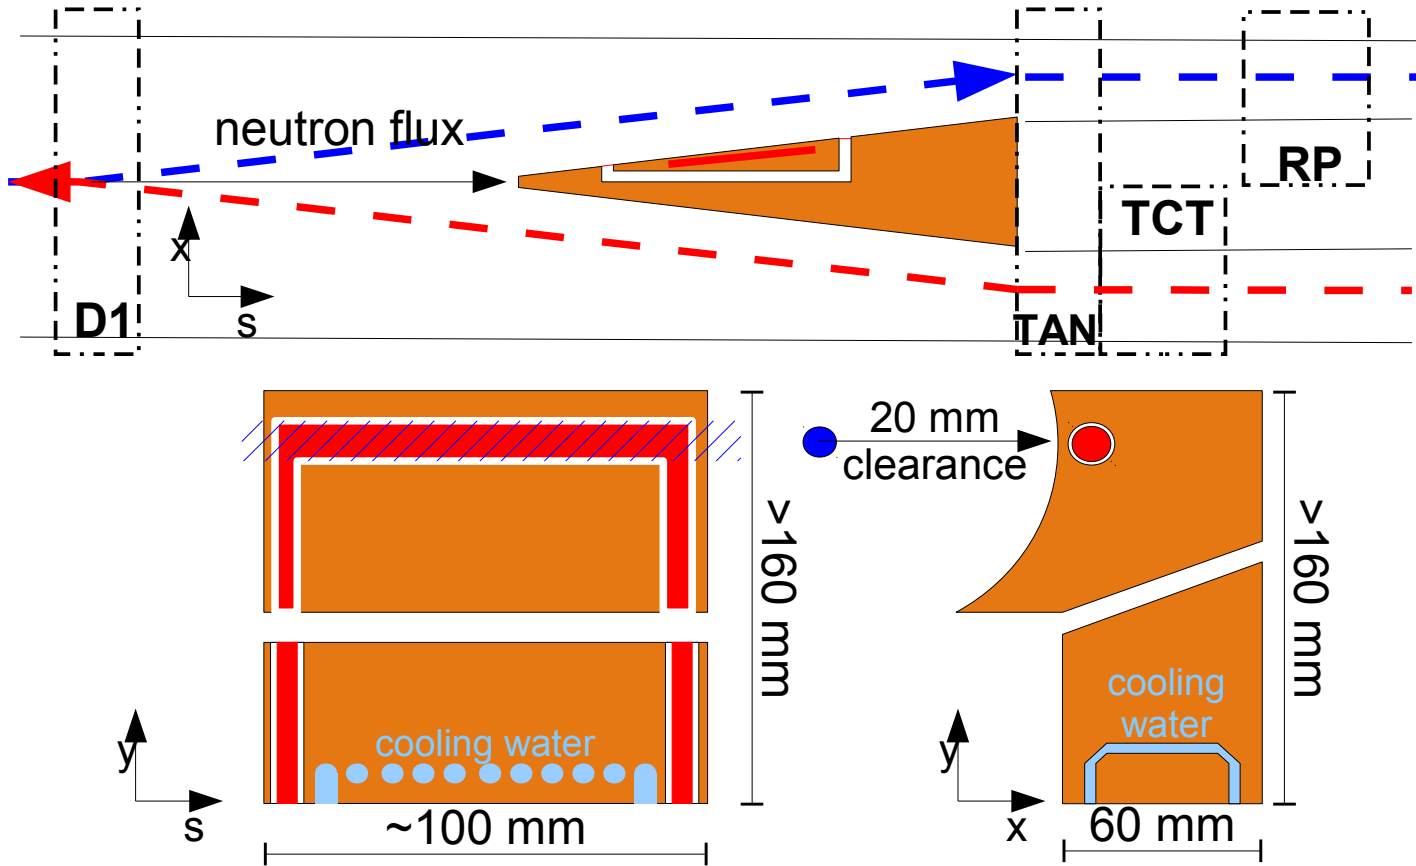 neutron flux
RP
TCT
x
s
D1
TAN
20 mm
clearance
>160 mm
>160 mm
cooling
water
cooling water
y
s
~100 mm
y
x
60 mm